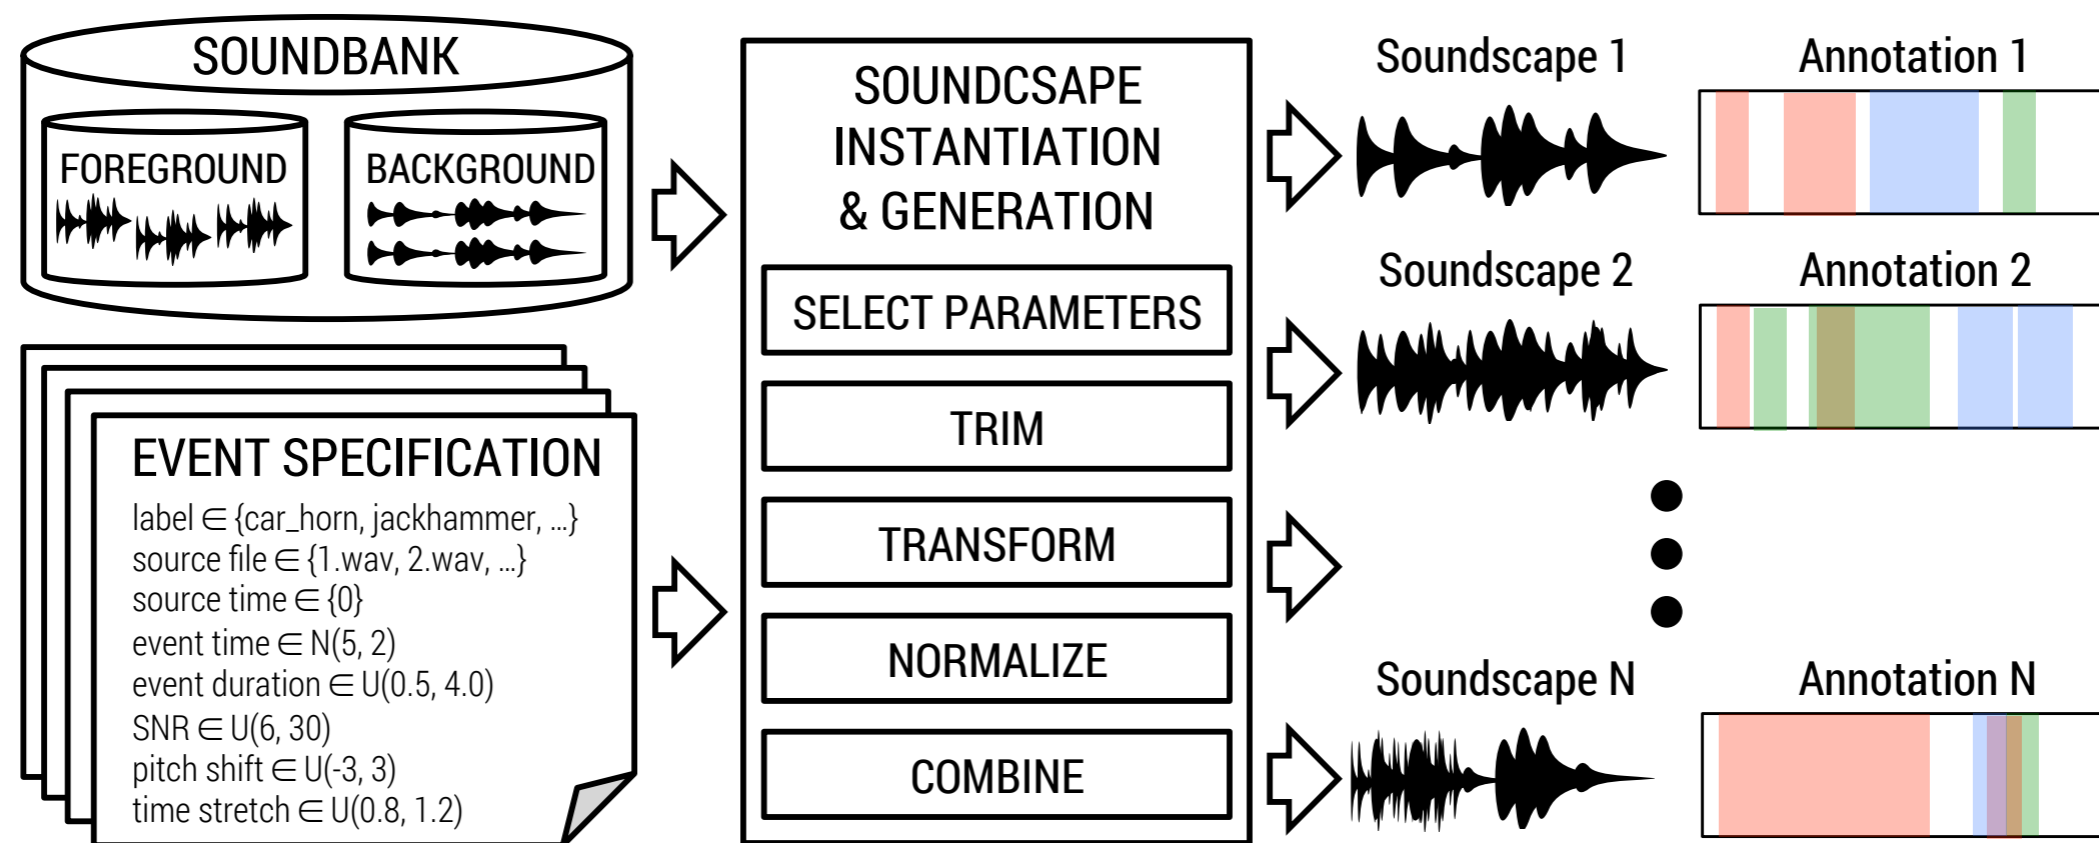 SOUNDBANK
FOREGROUND
BACKGROUND
EVENT SPECIFICATION
label ∈ {car_horn, jackhammer, ...}
source file ∈ {1.wav, 2.wav, ...}
source time ∈ {0}
event time ∈ N(5, 2)
event duration ∈ U(0.5, 4.0)
SNR ∈ U(6, 30)
pitch shift ∈ U(-3, 3)
time stretch ∈ U(0.8, 1.2)
SOUNDCSAPE
INSTANTIATION
& GENERATION
SELECT PARAMETERS
TRIM
TRANSFORM
NORMALIZE
COMBINE
Soundscape 1
Annotation 1
Soundscape 2
Annotation 2
Soundscape N
Annotation N